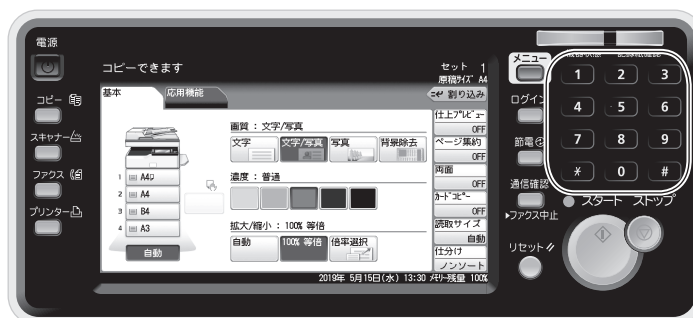 電源
コピー
スキャナー
ファクス
プリンター
コピーできます
セット 1
原稿サイズ A4
基本
応用機能
割り込み
1 A4
2 A4
3 B4
4 A3
自動
画質：文字/写真
文字
文字/写真
写真
背景除去
濃度：普通
拡大/縮小：100% 等倍
自動
100% 等倍
倍率選択
仕上プレビュー
OFF
ページ集約
OFF
両面
OFF
カードコピー
OFF
読取サイズ
自動
仕分け
ノンソート
2019年 5月15日(水) 13:30 メモリー残量 100%
メニュー
ログイン
節電
通信確認
▶ファクス中止
リセット
1 2 3
4 5 6
7 8 9
* 0 #
スタート ストップ